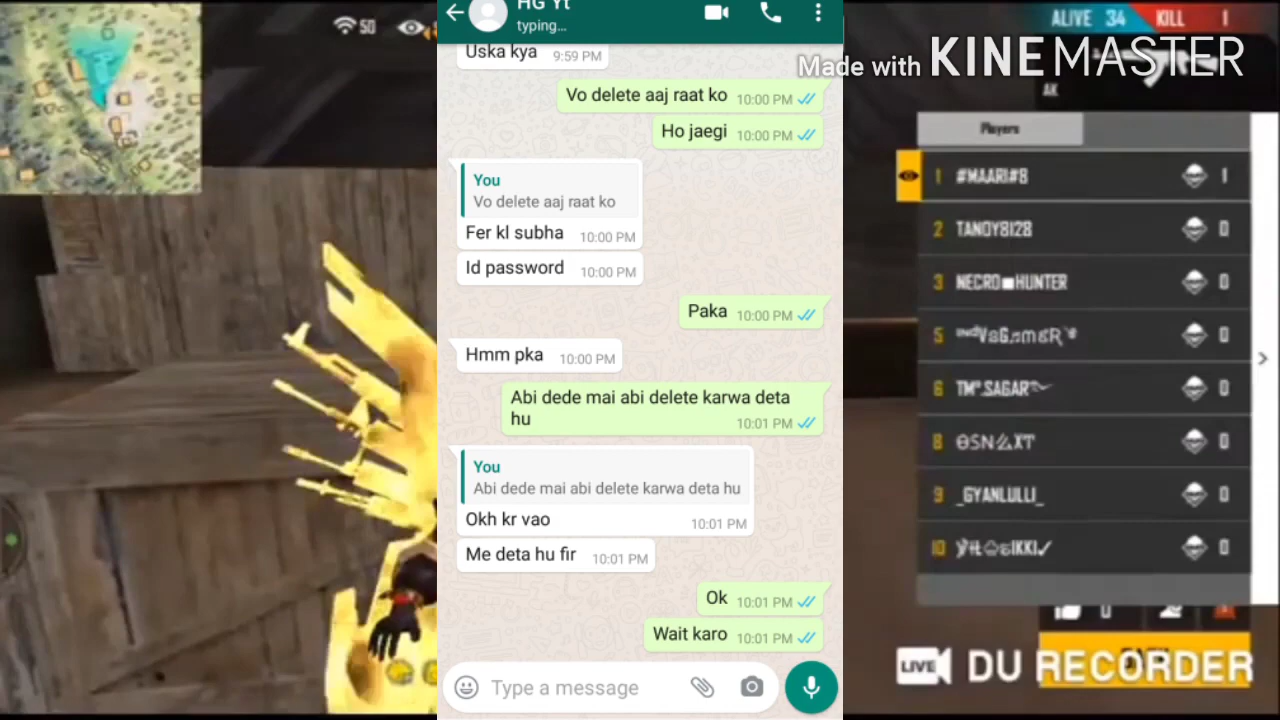 50
HG Yt
typing...
Uska kya 9:59 PM
Vo delete aaj raat ko 10:00 PM
Ho jaegi 10:00 PM
You
Vo delete aaj raat ko
Fer kl subha 10:00 PM
Id password 10:00 PM
Paka 10:00 PM
Hmm pka 10:00 PM
Abi dede mai abi delete karwa deta
hu 10:01 PM
You
Abi dede mai abi delete karwa deta hu
Okh kr vao 10:01 PM
Me deta hu fir 10:01 PM
Ok 10:01 PM
Wait karo 10:01 PM
Type a message
ALIVE 34 KILL 1
Made with KINEMASTER
AK
Players
1 #MAARI#8 1
2 TANOY8128 0
3 NECRO■HUNTER 0
5 0
6 0
8 0
9 _GYANLULLI_ 0
10 0
0
LIVE DU RECORDER